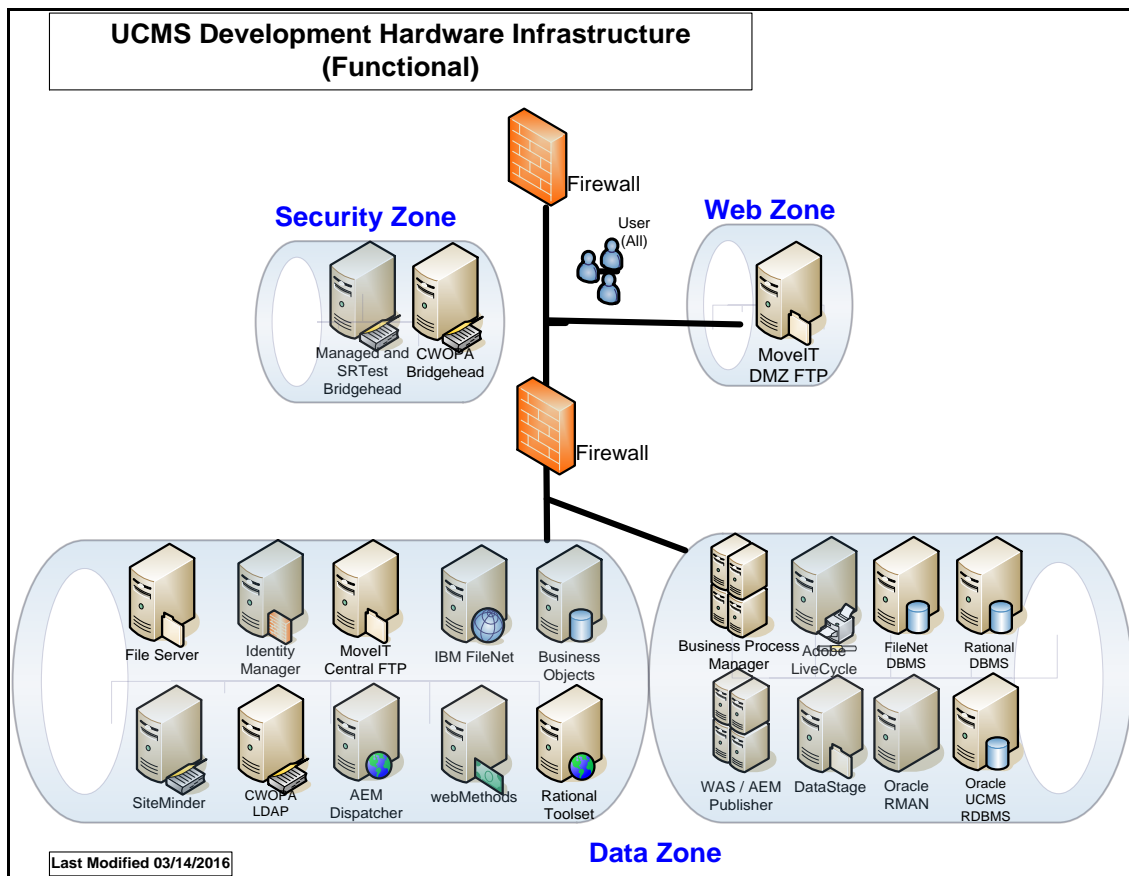 UCMS Development Hardware Infrastructure
(Functional)
Firewall
Security Zone
User
(All)
Web Zone
Managed and
SRTest
Bridgehead
CWOPA
Bridgehead
MoveIT
DMZ FTP
Firewall
File Server
Identity
Manager
MoveIT
Central FTP
IBM FileNet
Business
Objects
Business Process
Manager
Adobe
LiveCycle
FileNet
DBMS
Rational
DBMS
SiteMinder
CWOPA
LDAP
AEM
Dispatcher
webMethods
Rational
Toolset
WAS / AEM
Publisher
DataStage
Oracle
RMAN
Oracle
UCMS
RDBMS
Data Zone
Last Modified 03/14/2016